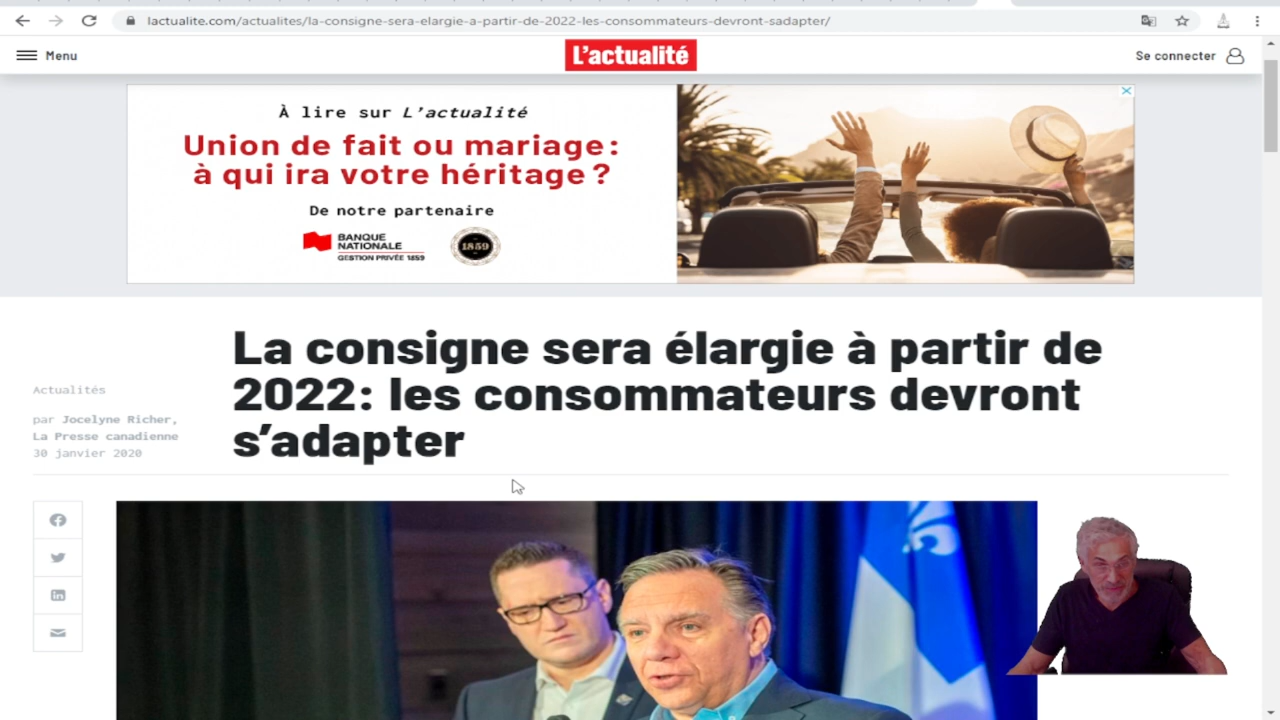 lactualite.com/actualites/la-consigne-sera-elargie-a-partir-de-2022-les-consommateurs-devront-sadapter/
Menu
L'actualité
Se connecter
À lire sur L'actualité
Union de fait ou mariage :
à qui ira votre héritage ?
De notre partenaire
BANQUE
NATIONALE
GESTION PRIVÉE 1859
1859
La consigne sera élargie à partir de
2022: les consommateurs devront
s’adapter
Actualités
par Jocelyne Richer,
La Presse canadienne
30 janvier 2020